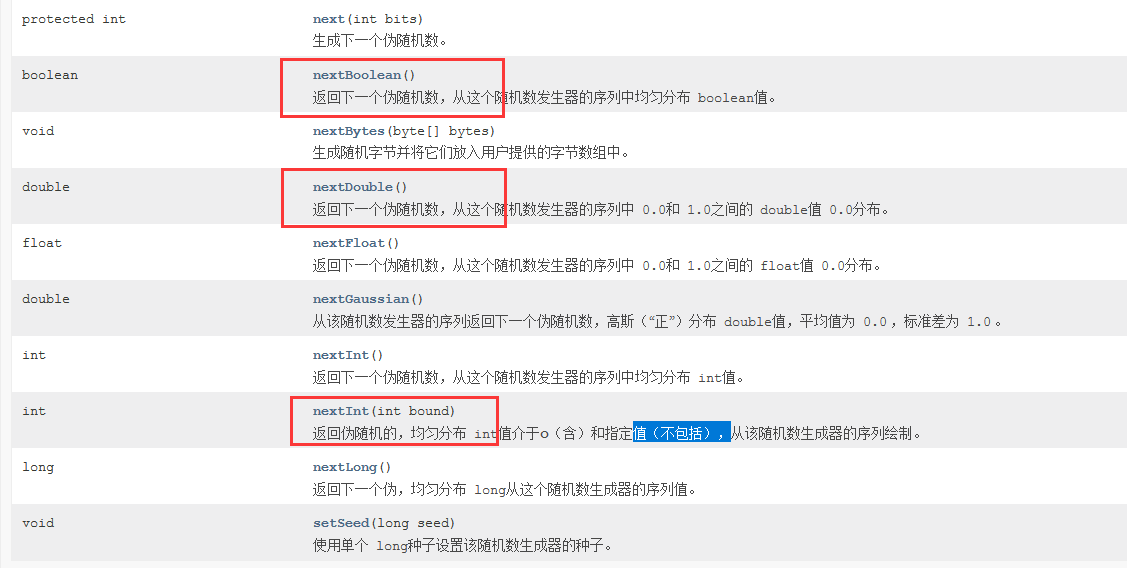 protected int next(int bits)
生成下一个伪随机数。
boolean nextBoolean()
返回下一个伪随机数，从这个随机数发生器的序列中均匀分布 boolean值。
void nextBytes(byte[] bytes)
生成随机字节并将它们放入用户提供的字节数组中。
double nextDouble()
返回下一个伪随机数，从这个随机数发生器的序列中 0.0和 1.0之间的 double值 0.0分布。
float nextFloat()
返回下一个伪随机数，从这个随机数发生器的序列中 0.0和 1.0之间的 float值 0.0分布。
double nextGaussian()
从该随机数发生器的序列返回下一个伪随机数，高斯（“正”）分布 double值，平均值为 0.0 ，标准差为 1.0 。
int nextInt()
返回下一个伪随机数，从这个随机数发生器的序列中均匀分布 int值。
int nextInt(int bound)
返回伪随机的，均匀分布 int值介于0（含）和指定值（不包括），从该随机数生成器的序列绘制。
long nextLong()
返回下一个伪，均匀分布 long从这个随机数生成器的序列值。
void setSeed(long seed)
使用单个 long种子设置该随机数生成器的种子。